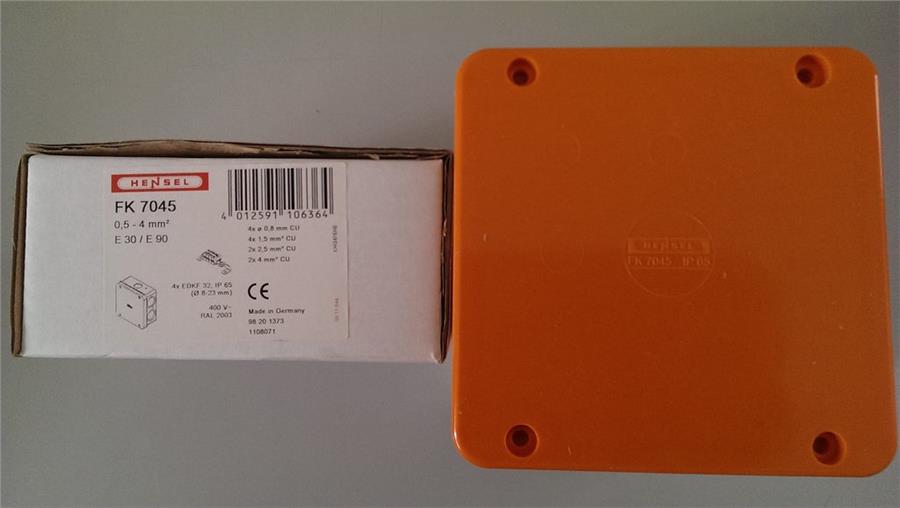 HENSEL
FK 7045
0,5 - 4 mm²
E 30 / E 90
4 012591 106364
4x ø 0,8 mm CU
4x 1,5 mm² CU
2x 2,5 mm² CU
2x 4 mm² CU
4x EDKF 32, IP 65
(Ø 8-23 mm)
400 V~
RAL 2003
CE
Made in Germany
98 20 1373
1108071
HENSEL
FK 7045 IP 65